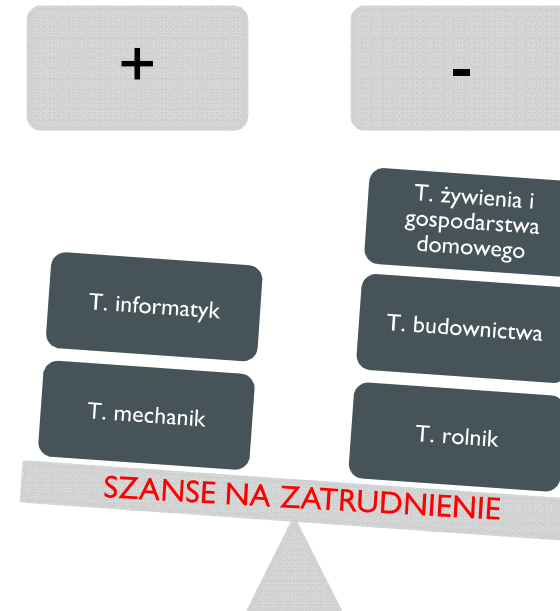 +
-
T. żywienia i
gospodarstwa
domowego
T. informatyk
T. budownictwa
T. mechanik
T. rolnik
SZANSE NA ZATRUDNIENIE